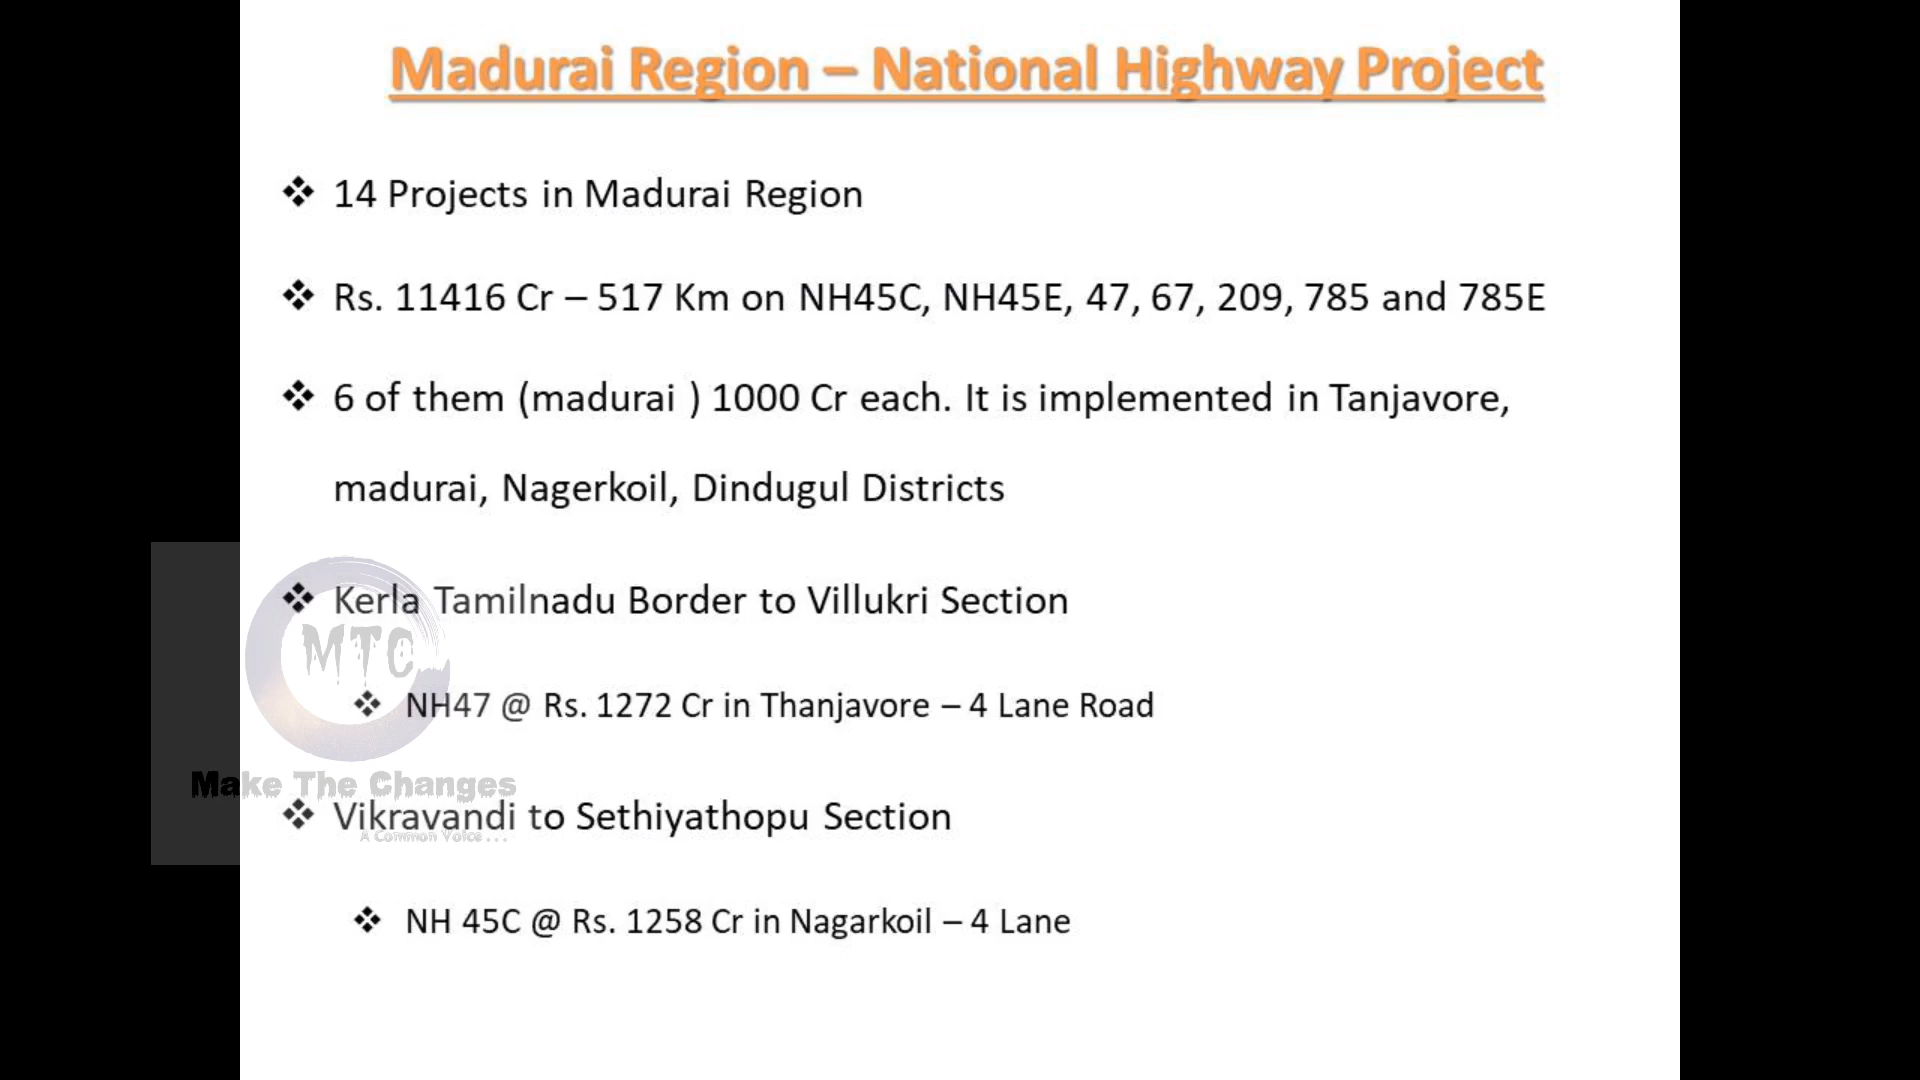 Madurai Region – National Highway Project
❖ 14 Projects in Madurai Region
❖ Rs. 11416 Cr – 517 Km on NH45C, NH45E, 47, 67, 209, 785 and 785E
❖ 6 of them (madurai ) 1000 Cr each. It is implemented in Tanjavore,
madurai, Nagerkoil, Dindugul Districts
❖ Kerla Tamilnadu Border to Villukri Section
MTC
❖ NH47 @ Rs. 1272 Cr in Thanjavore – 4 Lane Road
Make The Changes
❖ Vikravandi to Sethiyathopu Section
A Common Voice . . .
❖ NH 45C @ Rs. 1258 Cr in Nagarkoil – 4 Lane